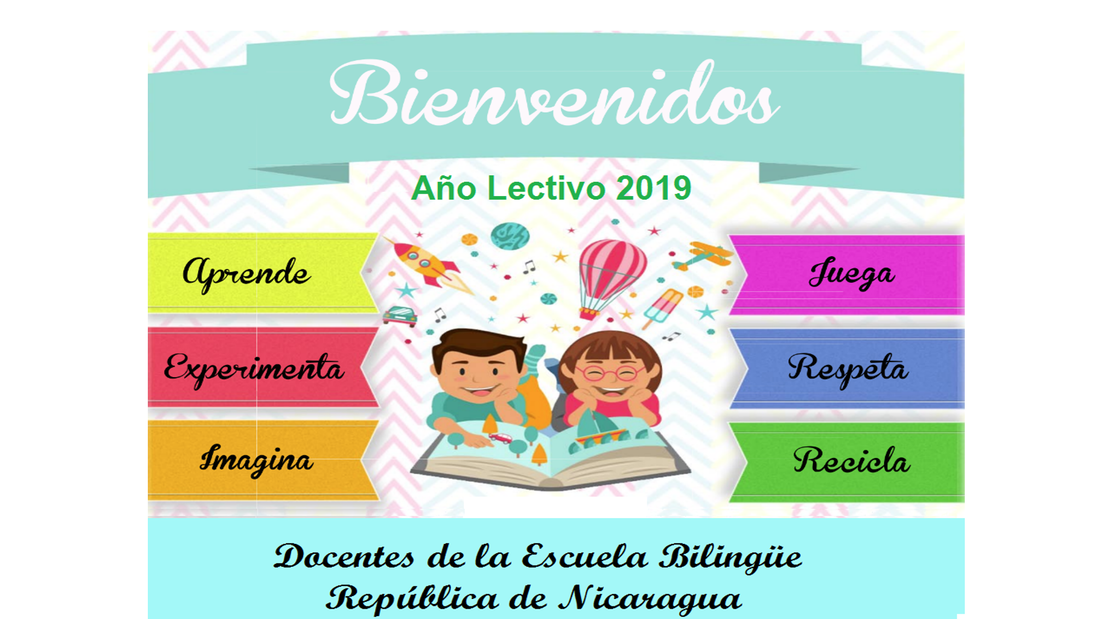 Bienvenidos
Año Lectivo 2019
Aprende
Experimenta
Imagina
Juega
Respeta
Recicla
Docentes de la Escuela Bilingüe
República de Nicaragua